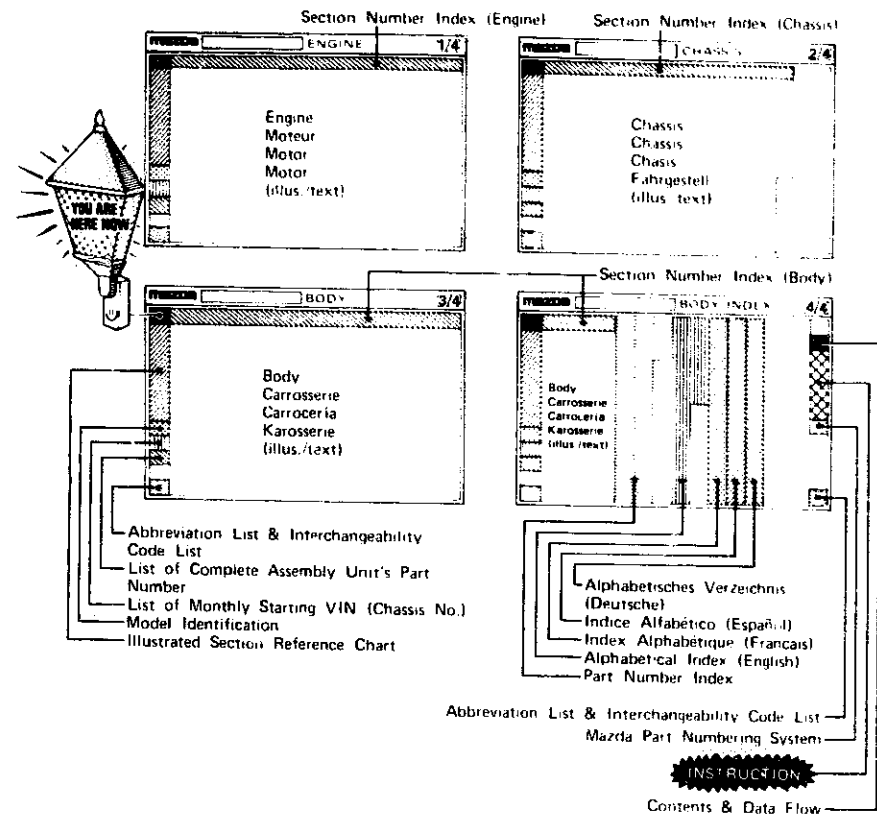 Section Number Index (Engine)
Section Number Index (Chassis)
mazda ENGINE 1/4
mazda CHASSIS 2/4
Engine
Moteur
Motor
Motor
(illus./text)
Chassis
Chassis
Chasis
Fahrgestell
(illus. text)
YOU ARE
HERE NOW
Section Number Index (Body)
mazda BODY 3/4
mazda BODY INDEX 4/4
Body
Carrosserie
Carrocería
Karosserie
(illus./text)
Body
Carrosserie
Carrocería
Karosserie
(illus./text)
Abbreviation List & Interchangeability
Code List
List of Complete Assembly Unit's Part
Number
List of Monthly Starting VIN (Chassis No.)
Model Identification
Illustrated Section Reference Chart
Alphabetisches Verzeichnis
(Deutsche)
Indice Alfabético (Español)
Index Alphabétique (Francais)
Alphabetical Index (English)
Part Number Index
Abbreviation List & Interchangeability Code List
Mazda Part Numbering System
INSTRUCTION
Contents & Data Flow